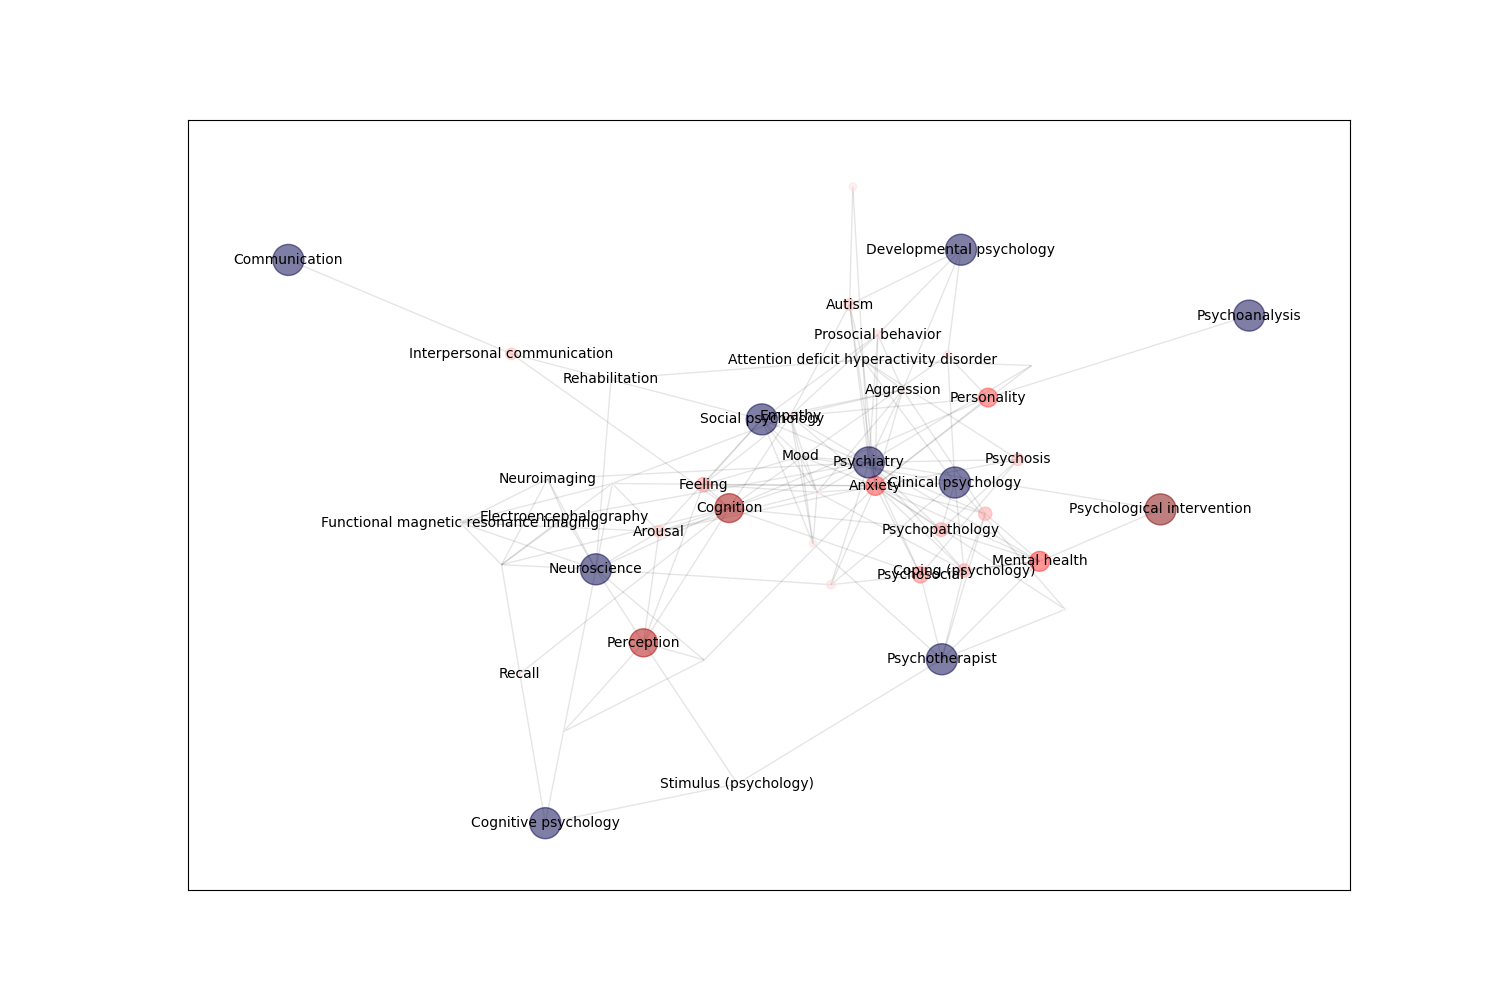 Developmental psychology
Communication
Autism
Psychoanalysis
Prosocial behavior
Interpersonal communication
Attention deficit hyperactivity disorder
Rehabilitation
Aggression
Personality
Empathy
Social psychology
Mood
Psychiatry
Psychosis
Neuroimaging
Feeling
Anxiety
Clinical psychology
Cognition
Psychological intervention
Electroencephalography
Functional magnetic resonance imaging
Arousal
Psychopathology
Mental health
Neuroscience
Coping (psychology)
Psychosocial
Perception
Psychotherapist
Recall
Stimulus (psychology)
Cognitive psychology